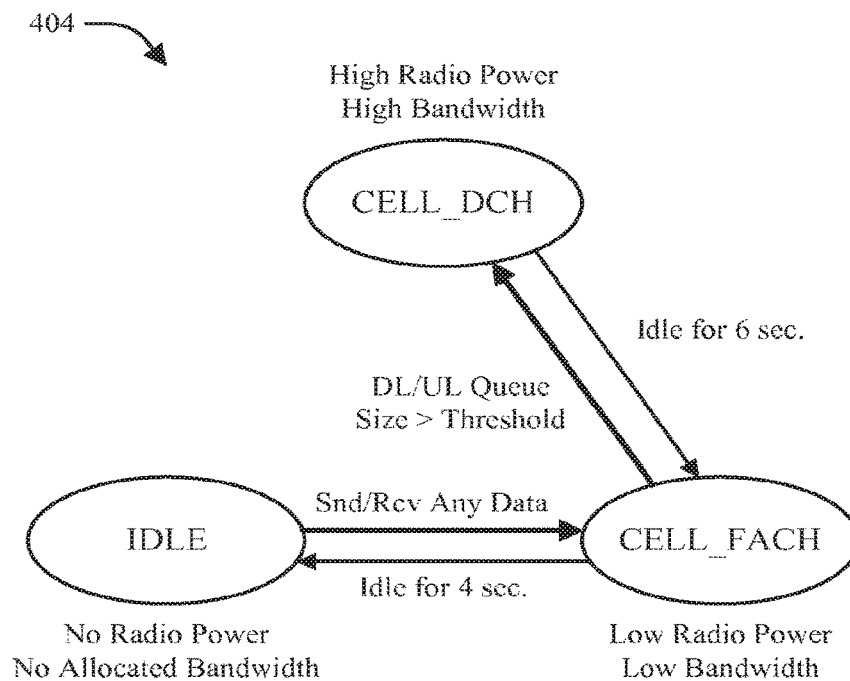 404
High Radio Power
High Bandwidth
CELL_DCH
Idle for 6 sec.
DL/UL Queue
Size > Threshold
Snd/Rcv Any Data
IDLE
CELL_FACH
Idle for 4 sec.
No Radio Power
No Allocated Bandwidth
Low Radio Power
Low Bandwidth